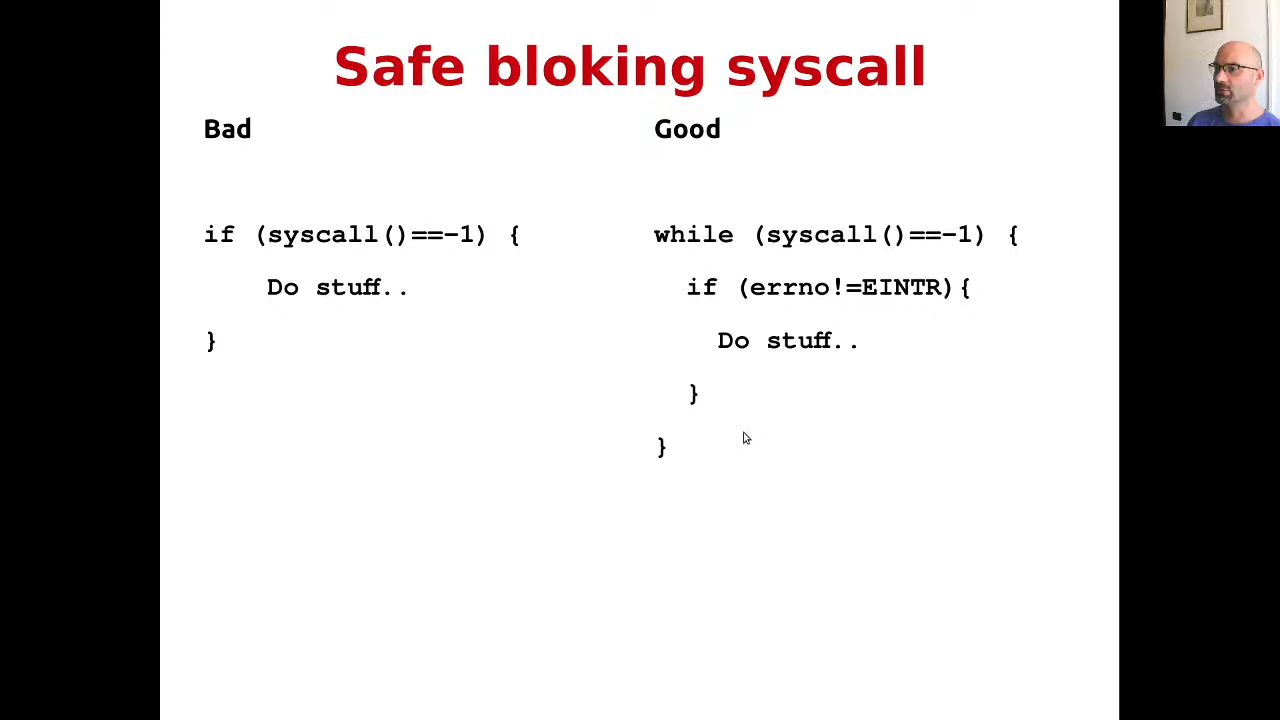 Safe bloking syscall
Bad
if (syscall()==-1) {
Do stuff..
}
Good
while (syscall()==-1) {
if (errno!=EINTR){
Do stuff..
}
}